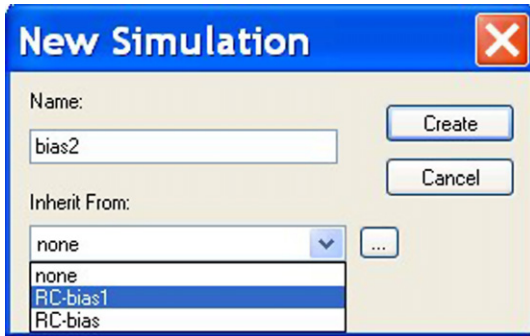 New Simulation
Name:
Create
bias2
Cancel
Inherit From:
none
...
none
RC-bias1
RC-bias